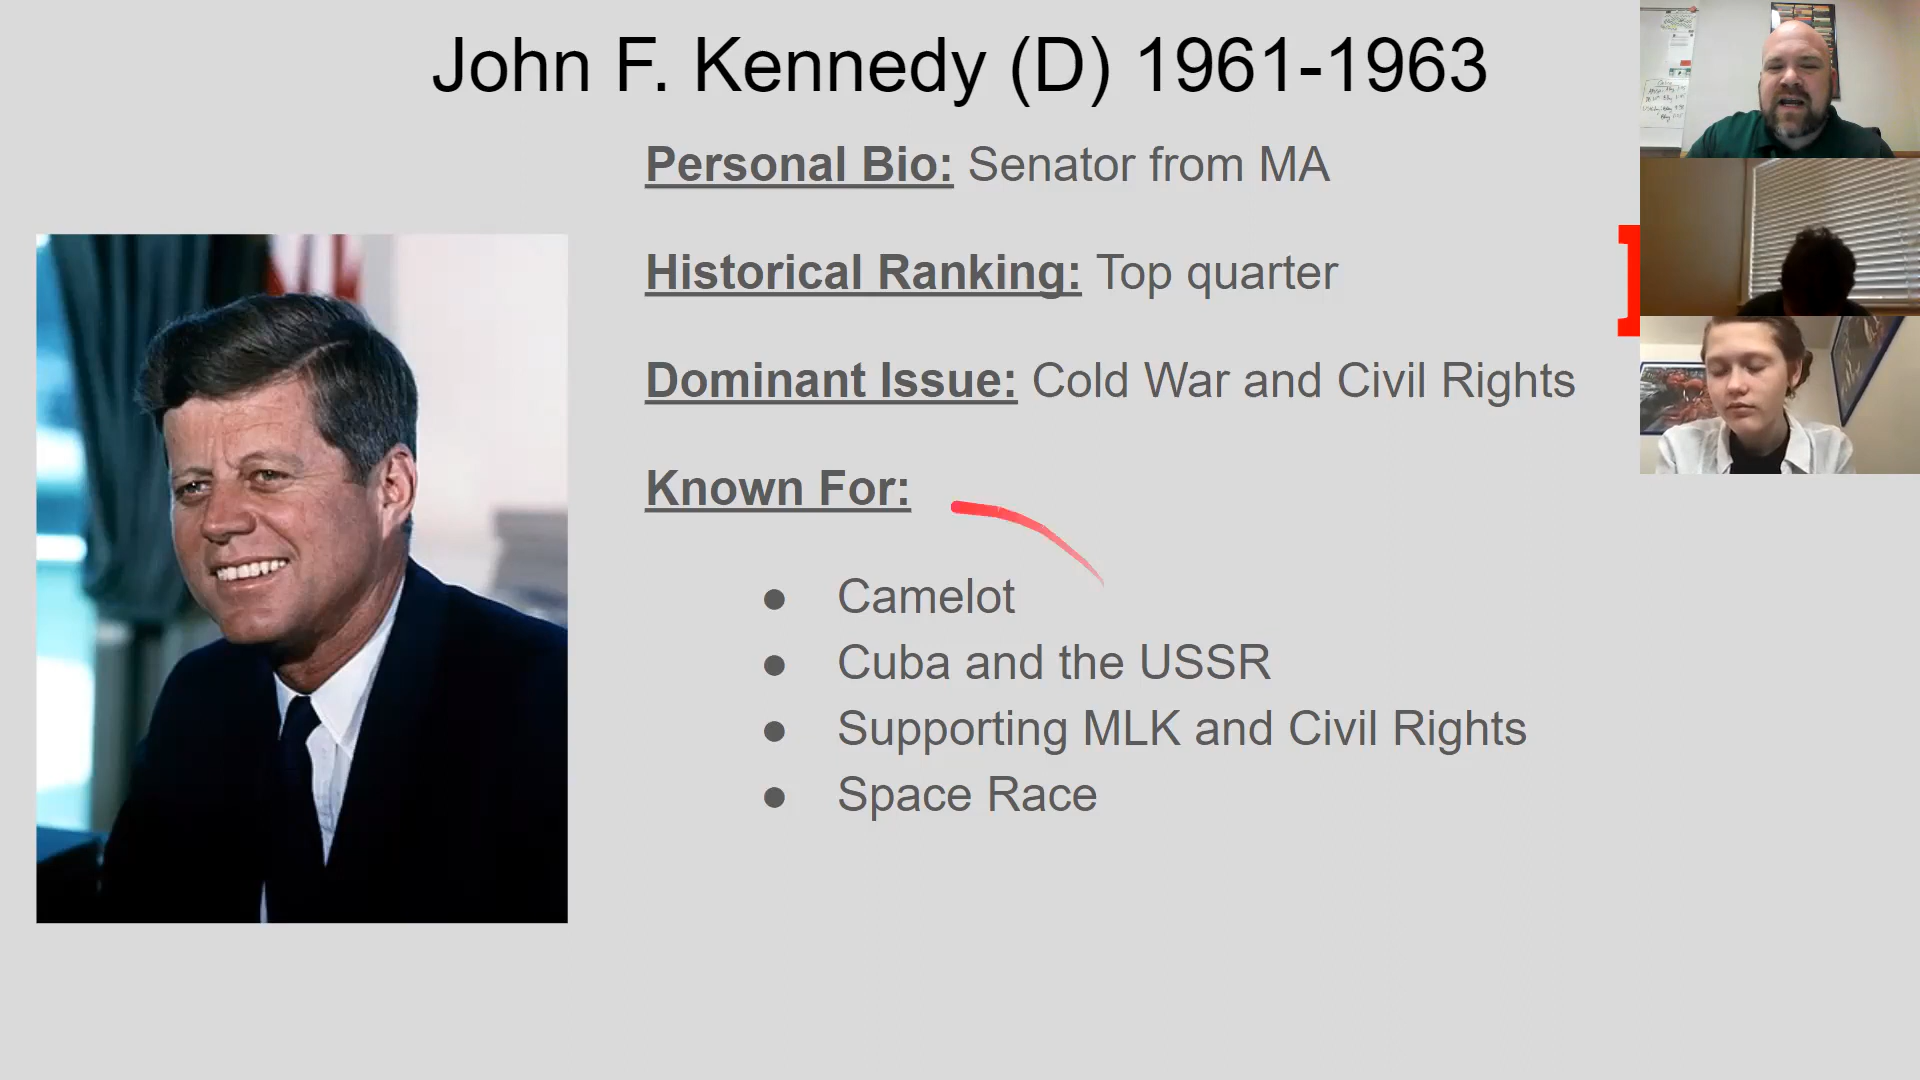 John F. Kennedy (D) 1961-1963
Personal Bio: Senator from MA
Historical Ranking: Top quarter
Dominant Issue: Cold War and Civil Rights
Known For:
● Camelot
● Cuba and the USSR
● Supporting MLK and Civil Rights
● Space Race